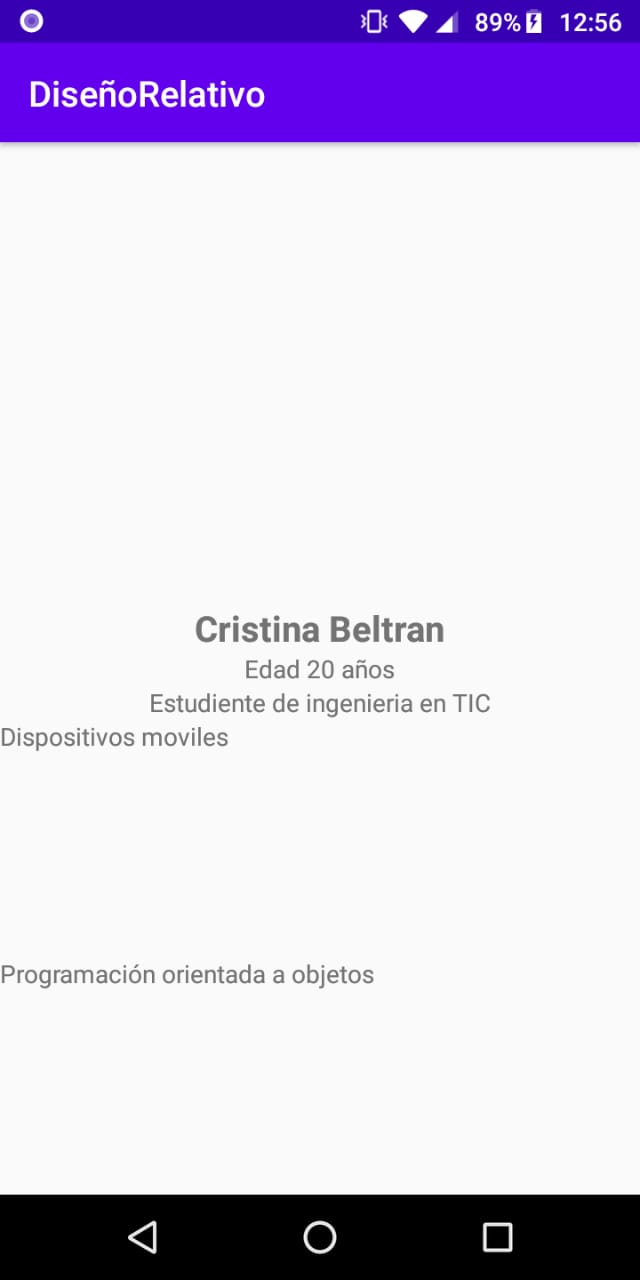 89% 12:56
DiseñoRelativo
Cristina Beltran
Edad 20 años
Estudiente de ingenieria en TIC
Dispositivos moviles
Programación orientada a objetos